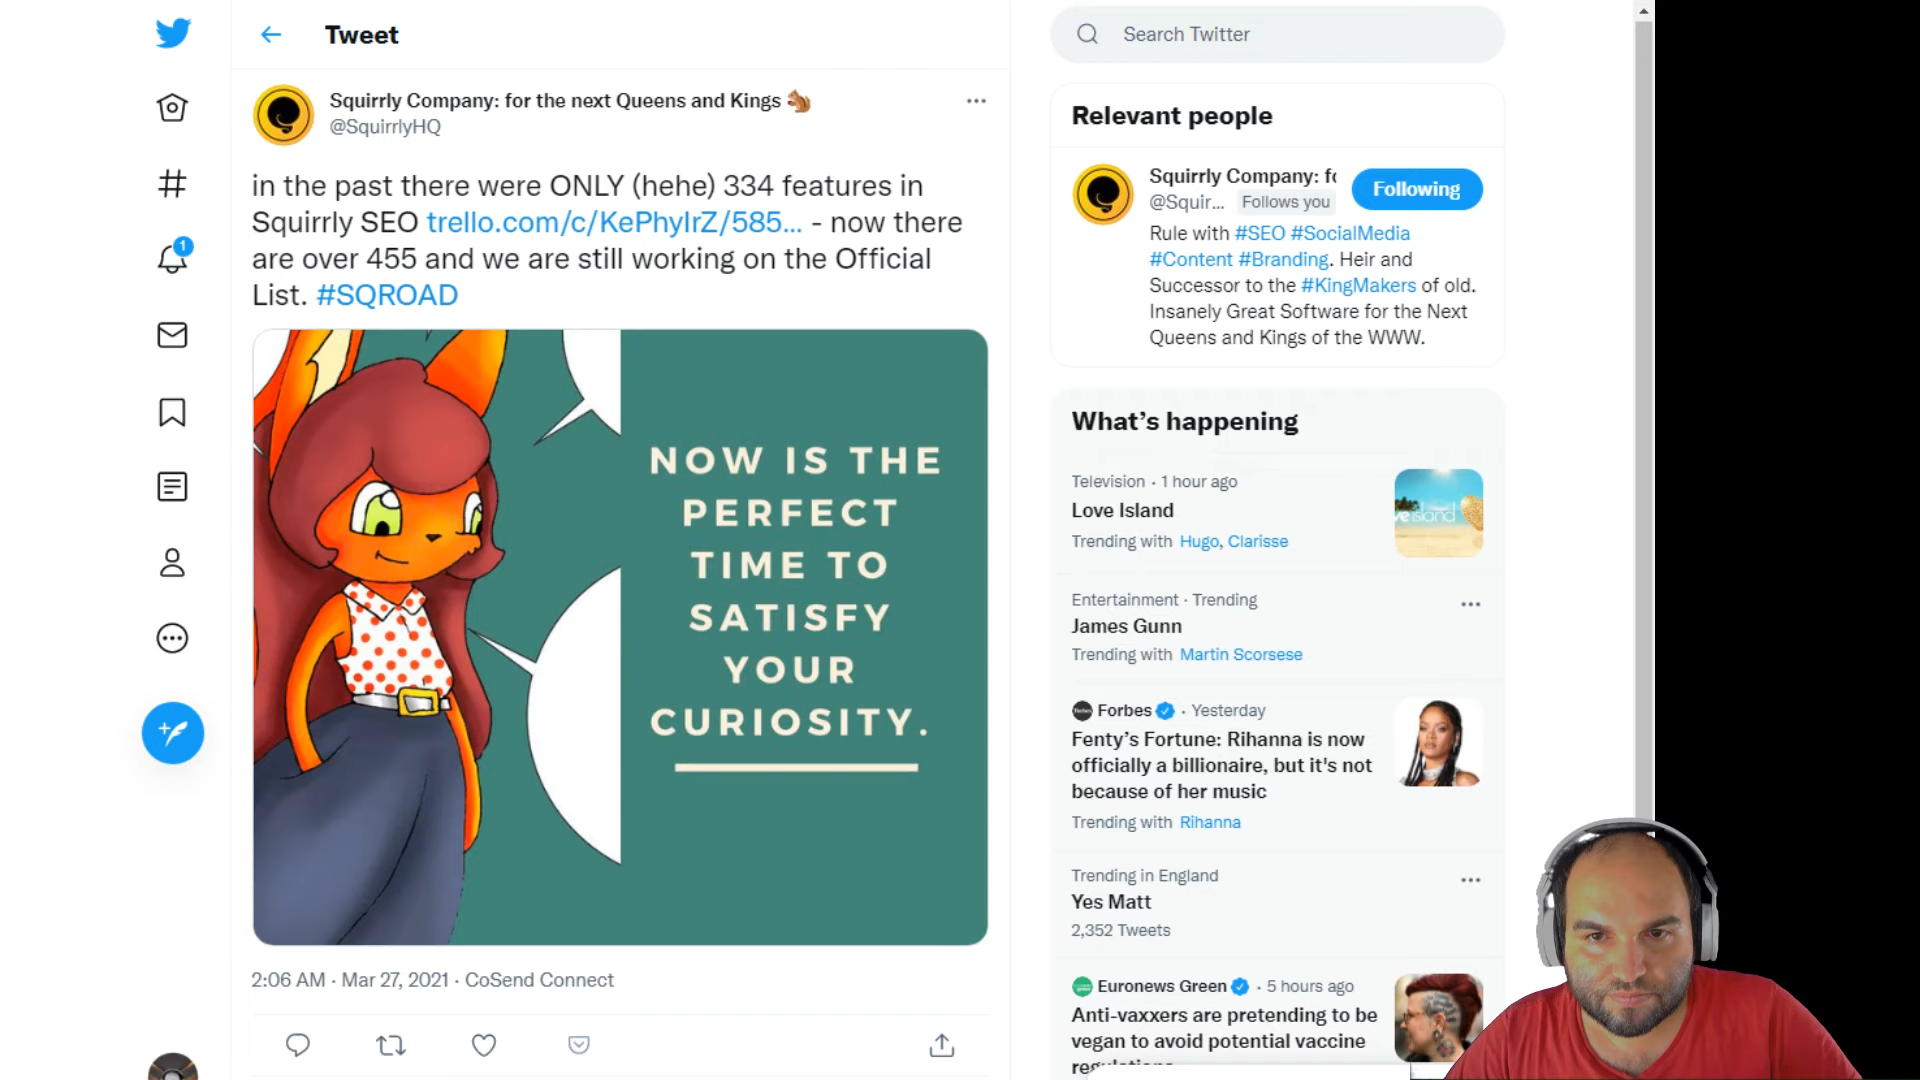 Tweet
Squirrly Company: for the next Queens and Kings 🐿️
@SquirrlyHQ
in the past there were ONLY (hehe) 334 features in
Squirrly SEO trello.com/c/KePhyIrZ/585... - now there
are over 455 and we are still working on the Official
List. #SQROAD
NOW IS THE
PERFECT
TIME TO
SATISFY
YOUR
CURIOSITY.
2:06 AM · Mar 27, 2021 · CoSend Connect
1
Search Twitter
Relevant people
Squirrly Company: f
@Squir... Follows you
Following
Rule with #SEO #SocialMedia
#Content #Branding. Heir and
Successor to the #KingMakers of old.
Insanely Great Software for the Next
Queens and Kings of the WWW.
What's happening
Television · 1 hour ago
Love Island
Trending with Hugo, Clarisse
island
Entertainment · Trending
James Gunn
Trending with Martin Scorsese
Forbes · Yesterday
Fenty's Fortune: Rihanna is now
officially a billionaire, but it's not
because of her music
Trending with Rihanna
Trending in England
Yes Matt
2,352 Tweets
Euronews Green · 5 hours ago
Anti-vaxxers are pretending to be
vegan to avoid potential vaccine
regulations